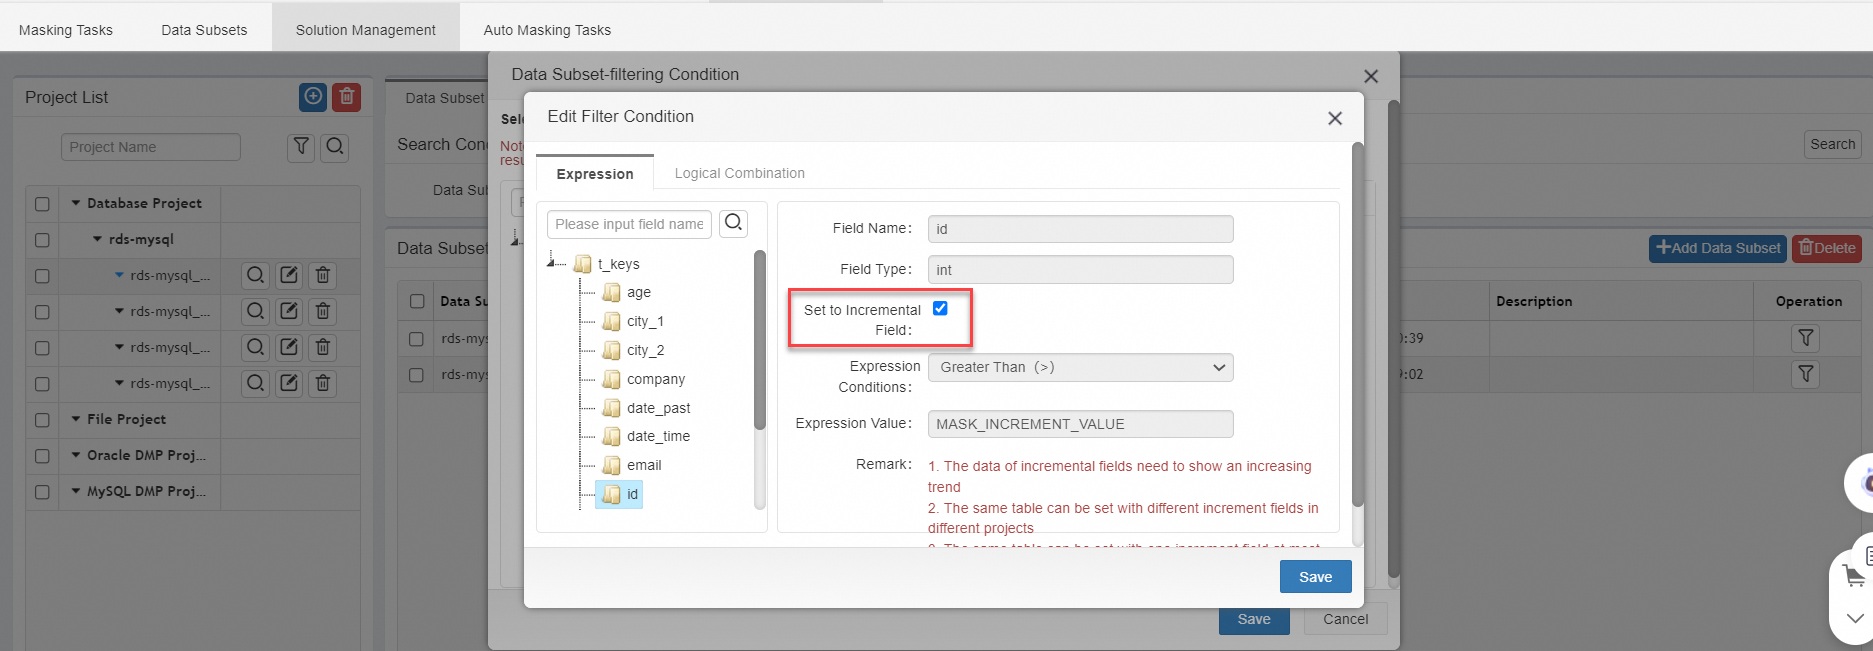 Masking Tasks
Data Subsets
Solution Management
Auto Masking Tasks
Project List
Project Name
Database Project
rds-mysql
rds-mysql_...
rds-mysql_...
rds-mysql_...
rds-mysql_...
File Project
Oracle DMP Proj...
MySQL DMP Proj...
Data Subset
Search Con
Data Sub
Data Subset
Data Su
rds-mys
rds-mys
Data Subset-filtering Condition
Sele
Note
resu
Edit Filter Condition
Expression
Logical Combination
Please input field name
t_keys
age
city_1
city_2
company
date_past
date_time
email
id
Field Name:
id
Field Type:
int
Set to Incremental
Field:
Expression
Conditions:
Greater Than （>）
Expression Value:
MASK_INCREMENT_VALUE
Remark:
1. The data of incremental fields need to show an increasing
trend
2. The same table can be set with different increment fields in
different projects
Save
Save
Cancel
Search
Add Data Subset
Delete
Description
Operation
0:39
9:02